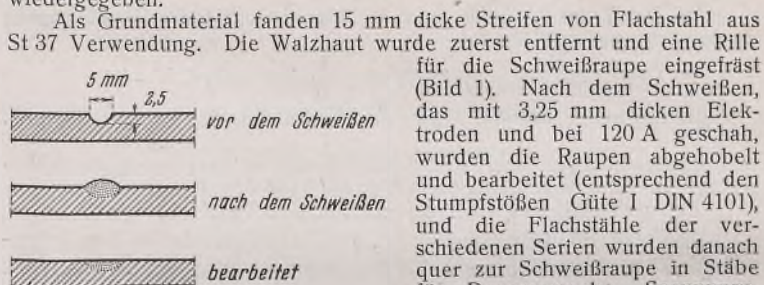 wiedergegeben.
Als Grundmaterial fanden 15 mm dicke Streifen von Flachstahl aus
St 37 Verwendung. Die Walzhaut wurde zuerst entfernt und eine Rille
für die Schweißraupe eingefräst
(Bild 1). Nach dem Schweißen,
das mit 3,25 mm dicken Elek-
troden und bei 120 A geschah,
wurden die Raupen abgehobelt
und bearbeitet (entsprechend den
Stumpfstößen Güte I DIN 4101),
und die Flachstähle der ver-
schiedenen Serien wurden danach
quer zur Schweißraupe in Stäbe
5 mm
2,5
vor dem Schweißen
nach dem Schweißen
bearbeitet